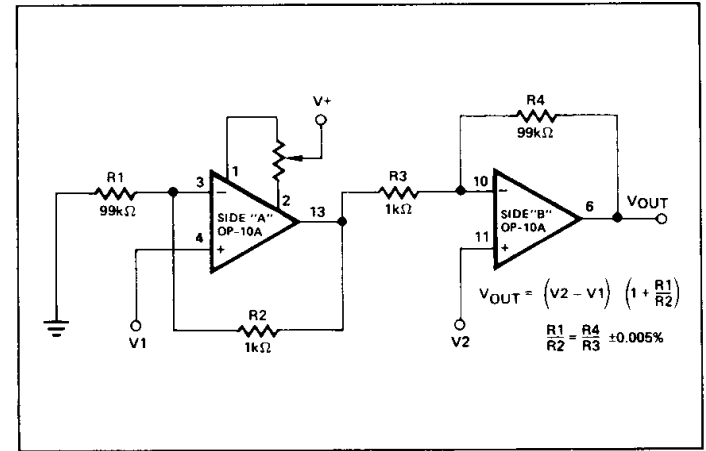 V+
R1
99kΩ
3
−
1
2
SIDE "A"
OP-10A
13
4
+
V1
R2
1kΩ
R3
1kΩ
R4
99kΩ
10
−
SIDE "B"
OP-10A
6
VOUT
11
+
V2
VOUT = (V2 − V1) (1 + R1/R2)
R1/R2 = R4/R3 ±0.005%